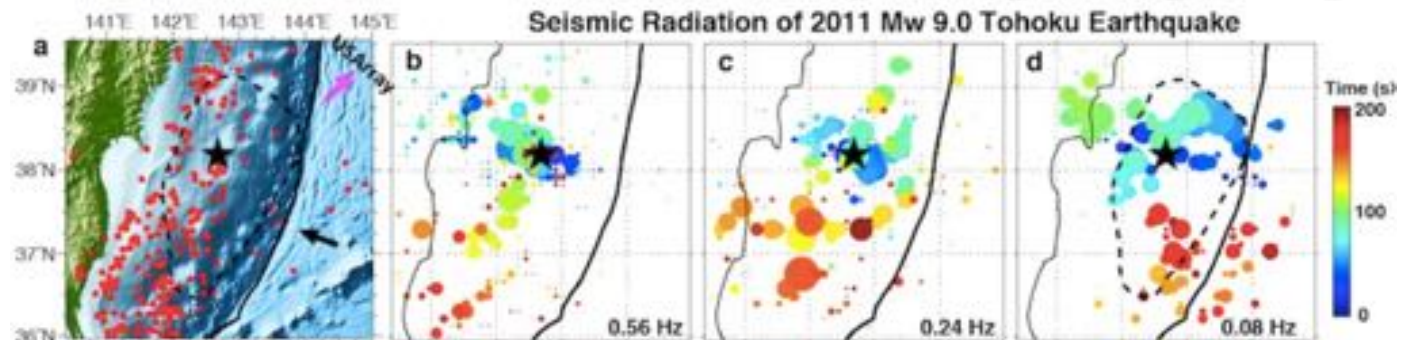 Seismic Radiation of 2011 Mw 9.0 Tohoku Earthquake
141°E 142°E 143°E 144°E 145°E
a
USArray
b
c
d
39°N
38°N
37°N
36°N
0.56 Hz
0.24 Hz
0.08 Hz
Time (s)
200
100
0